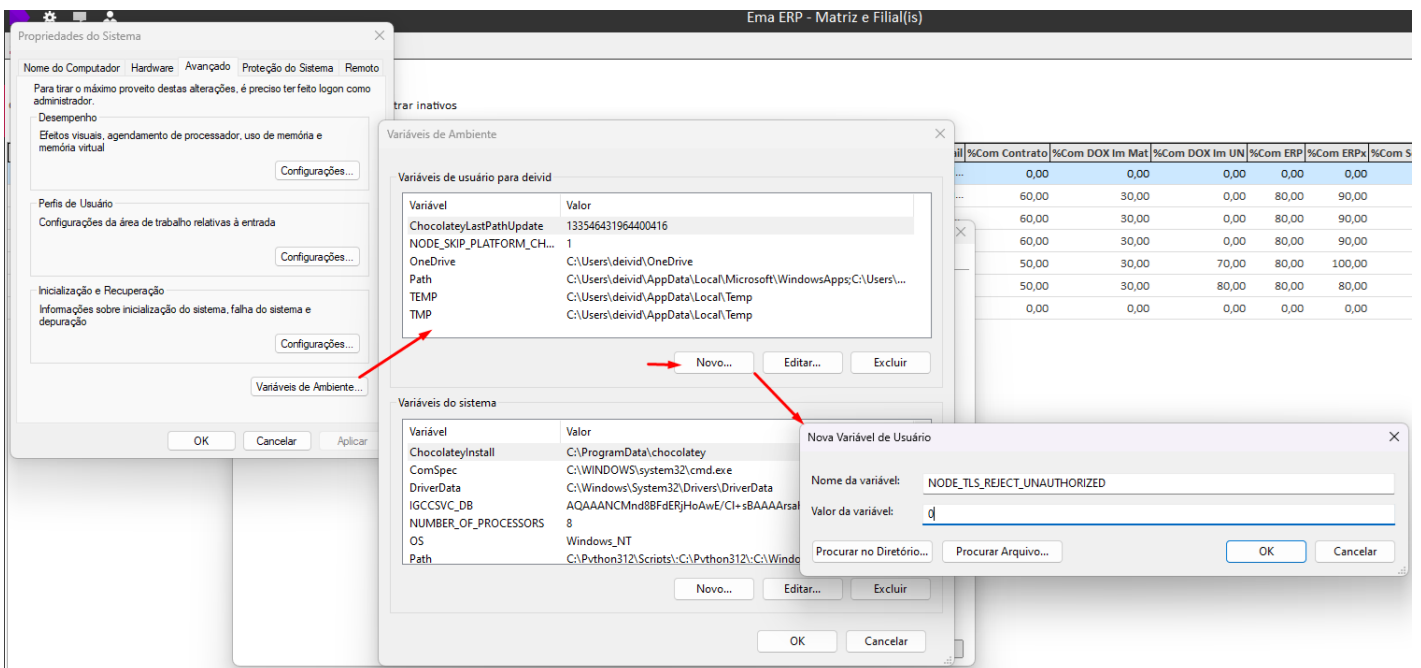 Ema ERP - Matriz e Filial(is)
Propriedades do Sistema
Nome do Computador Hardware Avançado Proteção do Sistema Remoto
Para tirar o máximo proveito destas alterações, é preciso ter feito logon como
administrador.
Desempenho
Efeitos visuais, agendamento de processador, uso de memória e
memória virtual
Configurações...
Perfis de Usuário
Configurações da área de trabalho relativas à entrada
Configurações...
Inicialização e Recuperação
Informações sobre inicialização do sistema, falha do sistema e
depuração
Configurações...
Variáveis de Ambiente...
OK Cancelar Aplicar
trar inativos
Variáveis de Ambiente
Variáveis de usuário para deivid
Variável Valor
ChocolateyLastPathUpdate 133546431964400416
NODE_SKIP_PLATFORM_CH... 1
OneDrive C:\Users\deivid\OneDrive
Path C:\Users\deivid\AppData\Local\Microsoft\WindowsApps;C:\Users\...
TEMP C:\Users\deivid\AppData\Local\Temp
TMP C:\Users\deivid\AppData\Local\Temp
Novo... Editar... Excluir
Variáveis do sistema
Variável Valor
ChocolateyInstall C:\ProgramData\chocolatey
ComSpec C:\WINDOWS\system32\cmd.exe
DriverData C:\Windows\System32\Drivers\DriverData
IGCCSVC_DB
NUMBER_OF_PROCESSORS 8
OS Windows_NT
Path C:\Python312\Scripts\;C:\Python312\;C:\Windo
Novo... Editar... Excluir
OK Cancelar
ail %Com Contrato %Com DOX Im Mat %Com DOX Im UN %Com ERP %Com ERPx %Com S
... 0,00 0,00 0,00 0,00 0,00
... 60,00 30,00 0,00 80,00 90,00
... 60,00 30,00 0,00 80,00 90,00
60,00 30,00 0,00 80,00 90,00
50,00 30,00 70,00 80,00 100,00
50,00 30,00 80,00 80,00 80,00
0,00 0,00 0,00 0,00 0,00
Nova Variável de Usuário
Nome da variável: NODE_TLS_REJECT_UNAUTHORIZED
Valor da variável: 0
Procurar no Diretório... Procurar Arquivo... OK Cancelar